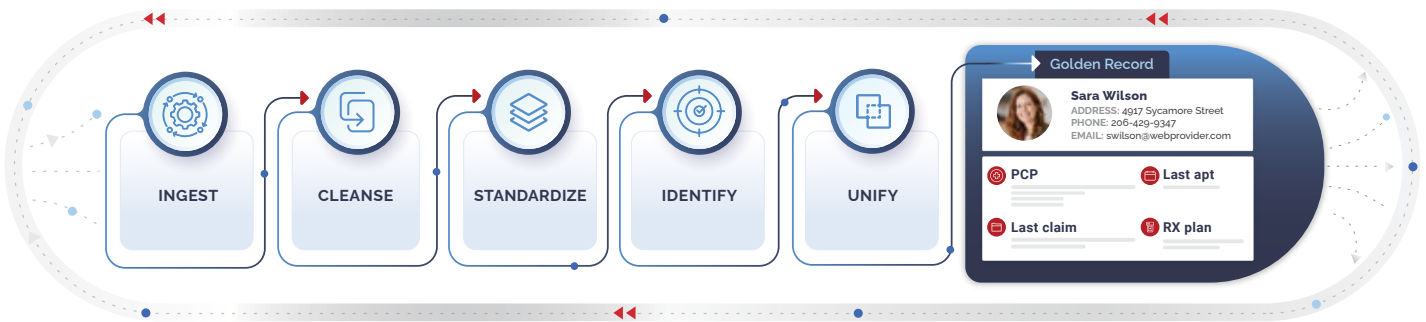 INGEST
CLEANSE
STANDARDIZE
IDENTIFY
UNIFY
Golden Record
Sara Wilson
ADDRESS: 4917 Sycamore Street
PHONE: 206-429-9347
EMAIL: swilson@webprovider.com
PCP
Last apt
Last claim
RX plan